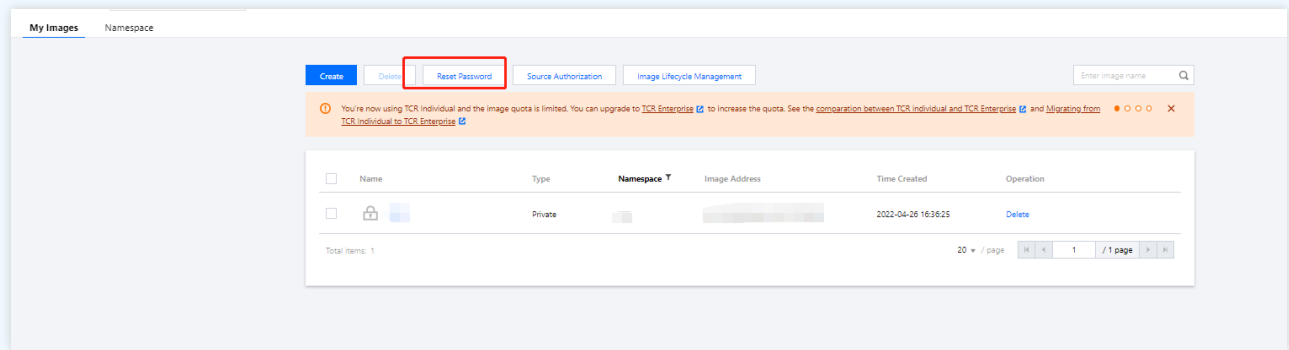 My Images Namespace
Create Delete Reset Password Source Authorization Image Lifecycle Management Enter image name
You're now using TCR Individual and the image quota is limited. You can upgrade to TCR Enterprise to increase the quota. See the comparation between TCR individual and TCR Enterprise and Migrating from
TCR Individual to TCR Enterprise
Name Type Namespace Image Address Time Created Operation
Private 2022-04-26 16:36:25 Delete
Total items: 1 20 / page 1 / 1 page